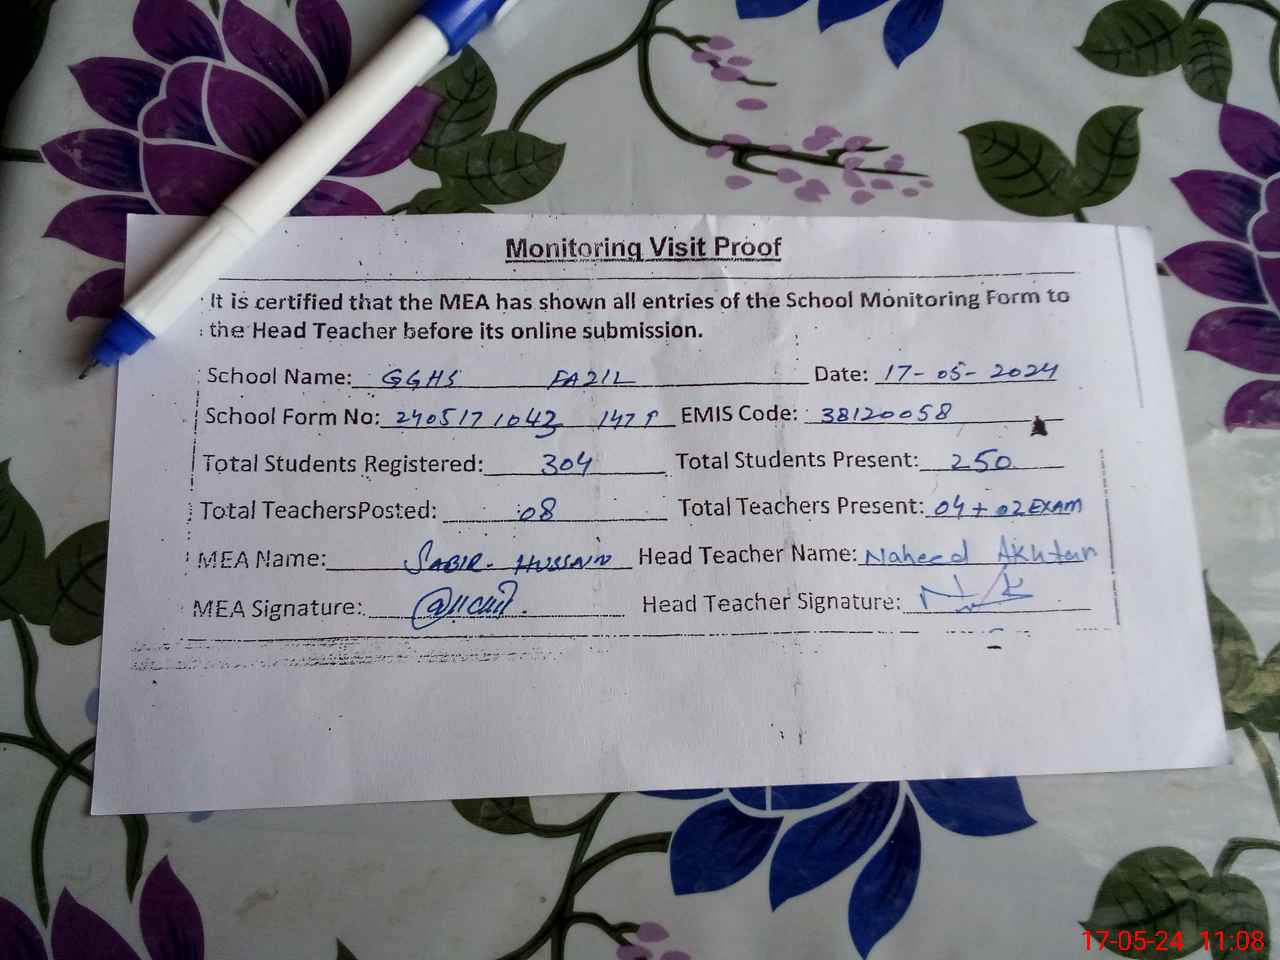 Monitoring Visit Proof
It is certified that the MEA has shown all entries of the School Monitoring Form to
the Head Teacher before its online submission.
School Name: GGHS FAZIL Date: 17-05-2024
School Form No: 2405171043 EMIS Code: 38120058
Total Students Registered: 304 Total Students Present: 250
Total TeachersPosted: 08 Total Teachers Present: 04+02 EXAM
MEA Name: SABIR. HUSSAIN Head Teacher Name: Naheed Akhtar
MEA Signature: Head Teacher Signature:
17-05-24 11:08